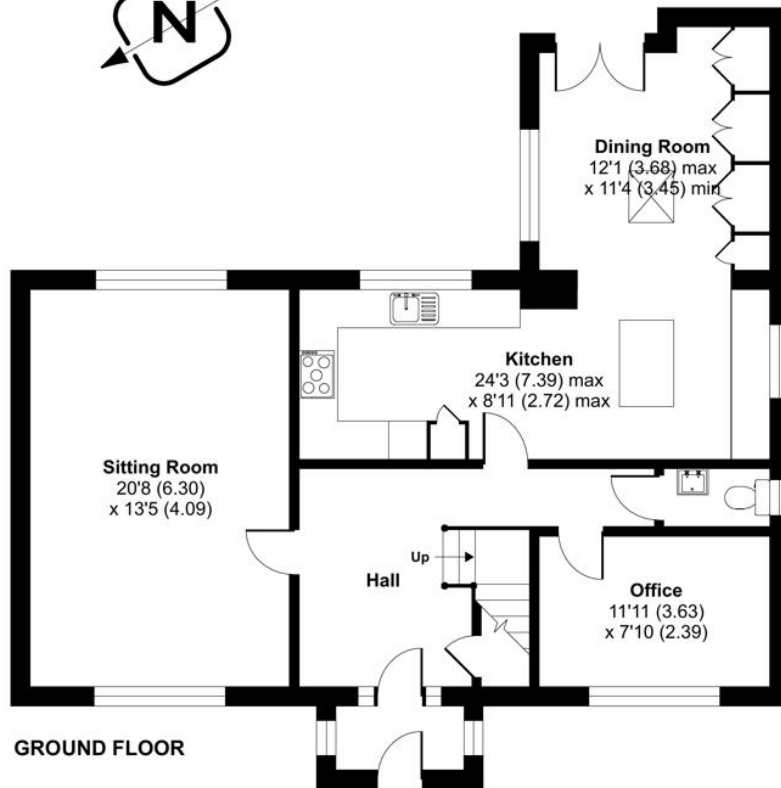 N
Dining Room
12'1 (3.68) max
x 11'4 (3.45) min
Kitchen
24'3 (7.39) max
x 8'11 (2.72) max
Sitting Room
20'8 (6.30)
x 13'5 (4.09)
Up
Hall
Office
11'11 (3.63)
x 7'10 (2.39)
GROUND FLOOR